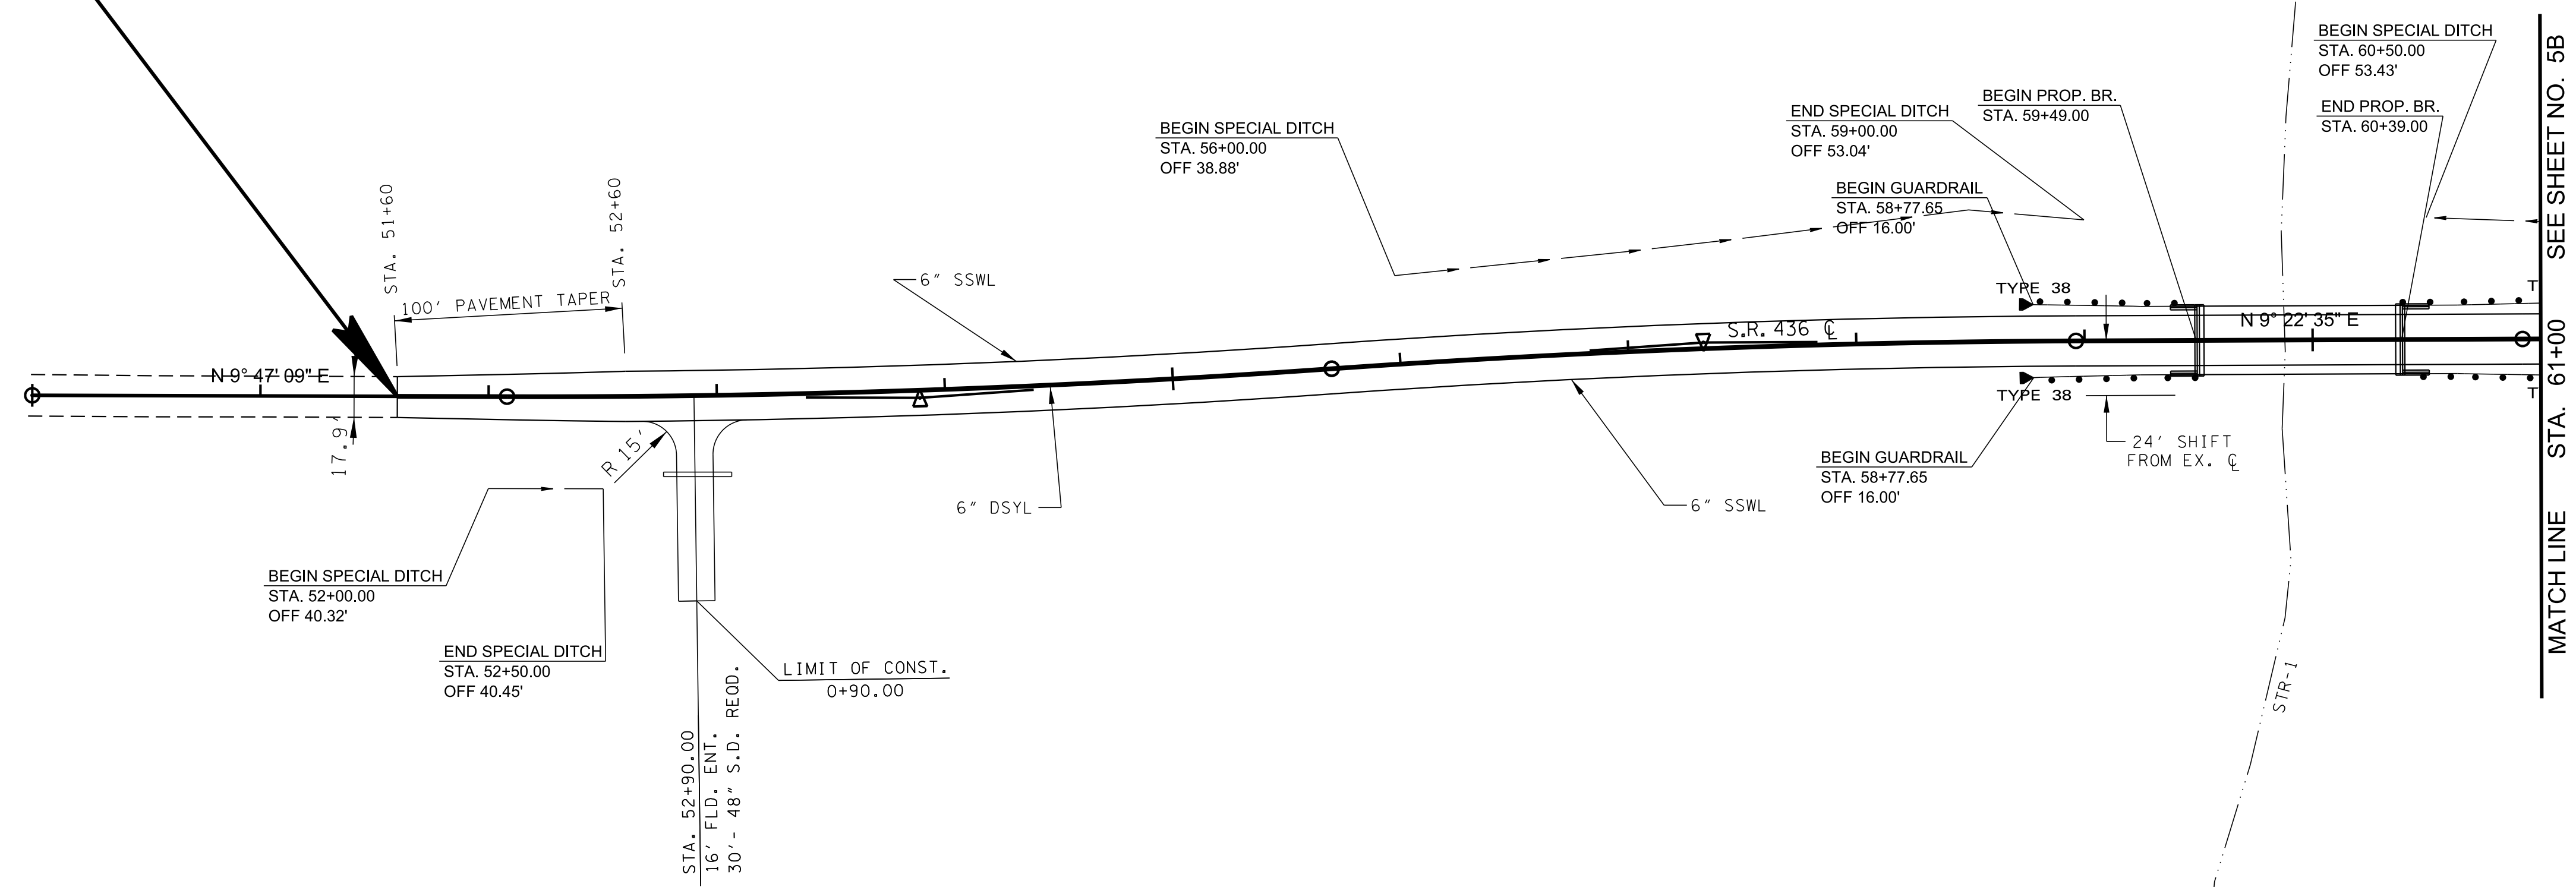 BEGIN SPECIAL DITCH
STA. 60+50.00
OFF 53.43'
END PROP. BR.
STA. 60+39.00
BEGIN PROP. BR.
STA. 59+49.00
END SPECIAL DITCH
STA. 59+00.00
OFF 53.04'
BEGIN SPECIAL DITCH
STA. 56+00.00
OFF 38.88'
BEGIN GUARDRAIL
STA. 58+77.65
OFF 16.00'
STA. 51+60
STA. 52+60
100' PAVEMENT TAPER
6" SSWL
TYPE 38
T
S.R. 436 ℄
N 9° 22' 35" E
N 9° 47' 09" E
17.9'
R 15'
TYPE 38
T
24' SHIFT
FROM EX. ℄
BEGIN GUARDRAIL
STA. 58+77.65
OFF 16.00'
6" DSYL
6" SSWL
BEGIN SPECIAL DITCH
STA. 52+00.00
OFF 40.32'
END SPECIAL DITCH
STA. 52+50.00
OFF 40.45'
LIMIT OF CONST.
0+90.00
STA. 52+90.00
16' FLD. ENT.
30'- 48" S.D. REQD.
STR-1
MATCH LINE STA. 61+00 SEE SHEET NO. 5B